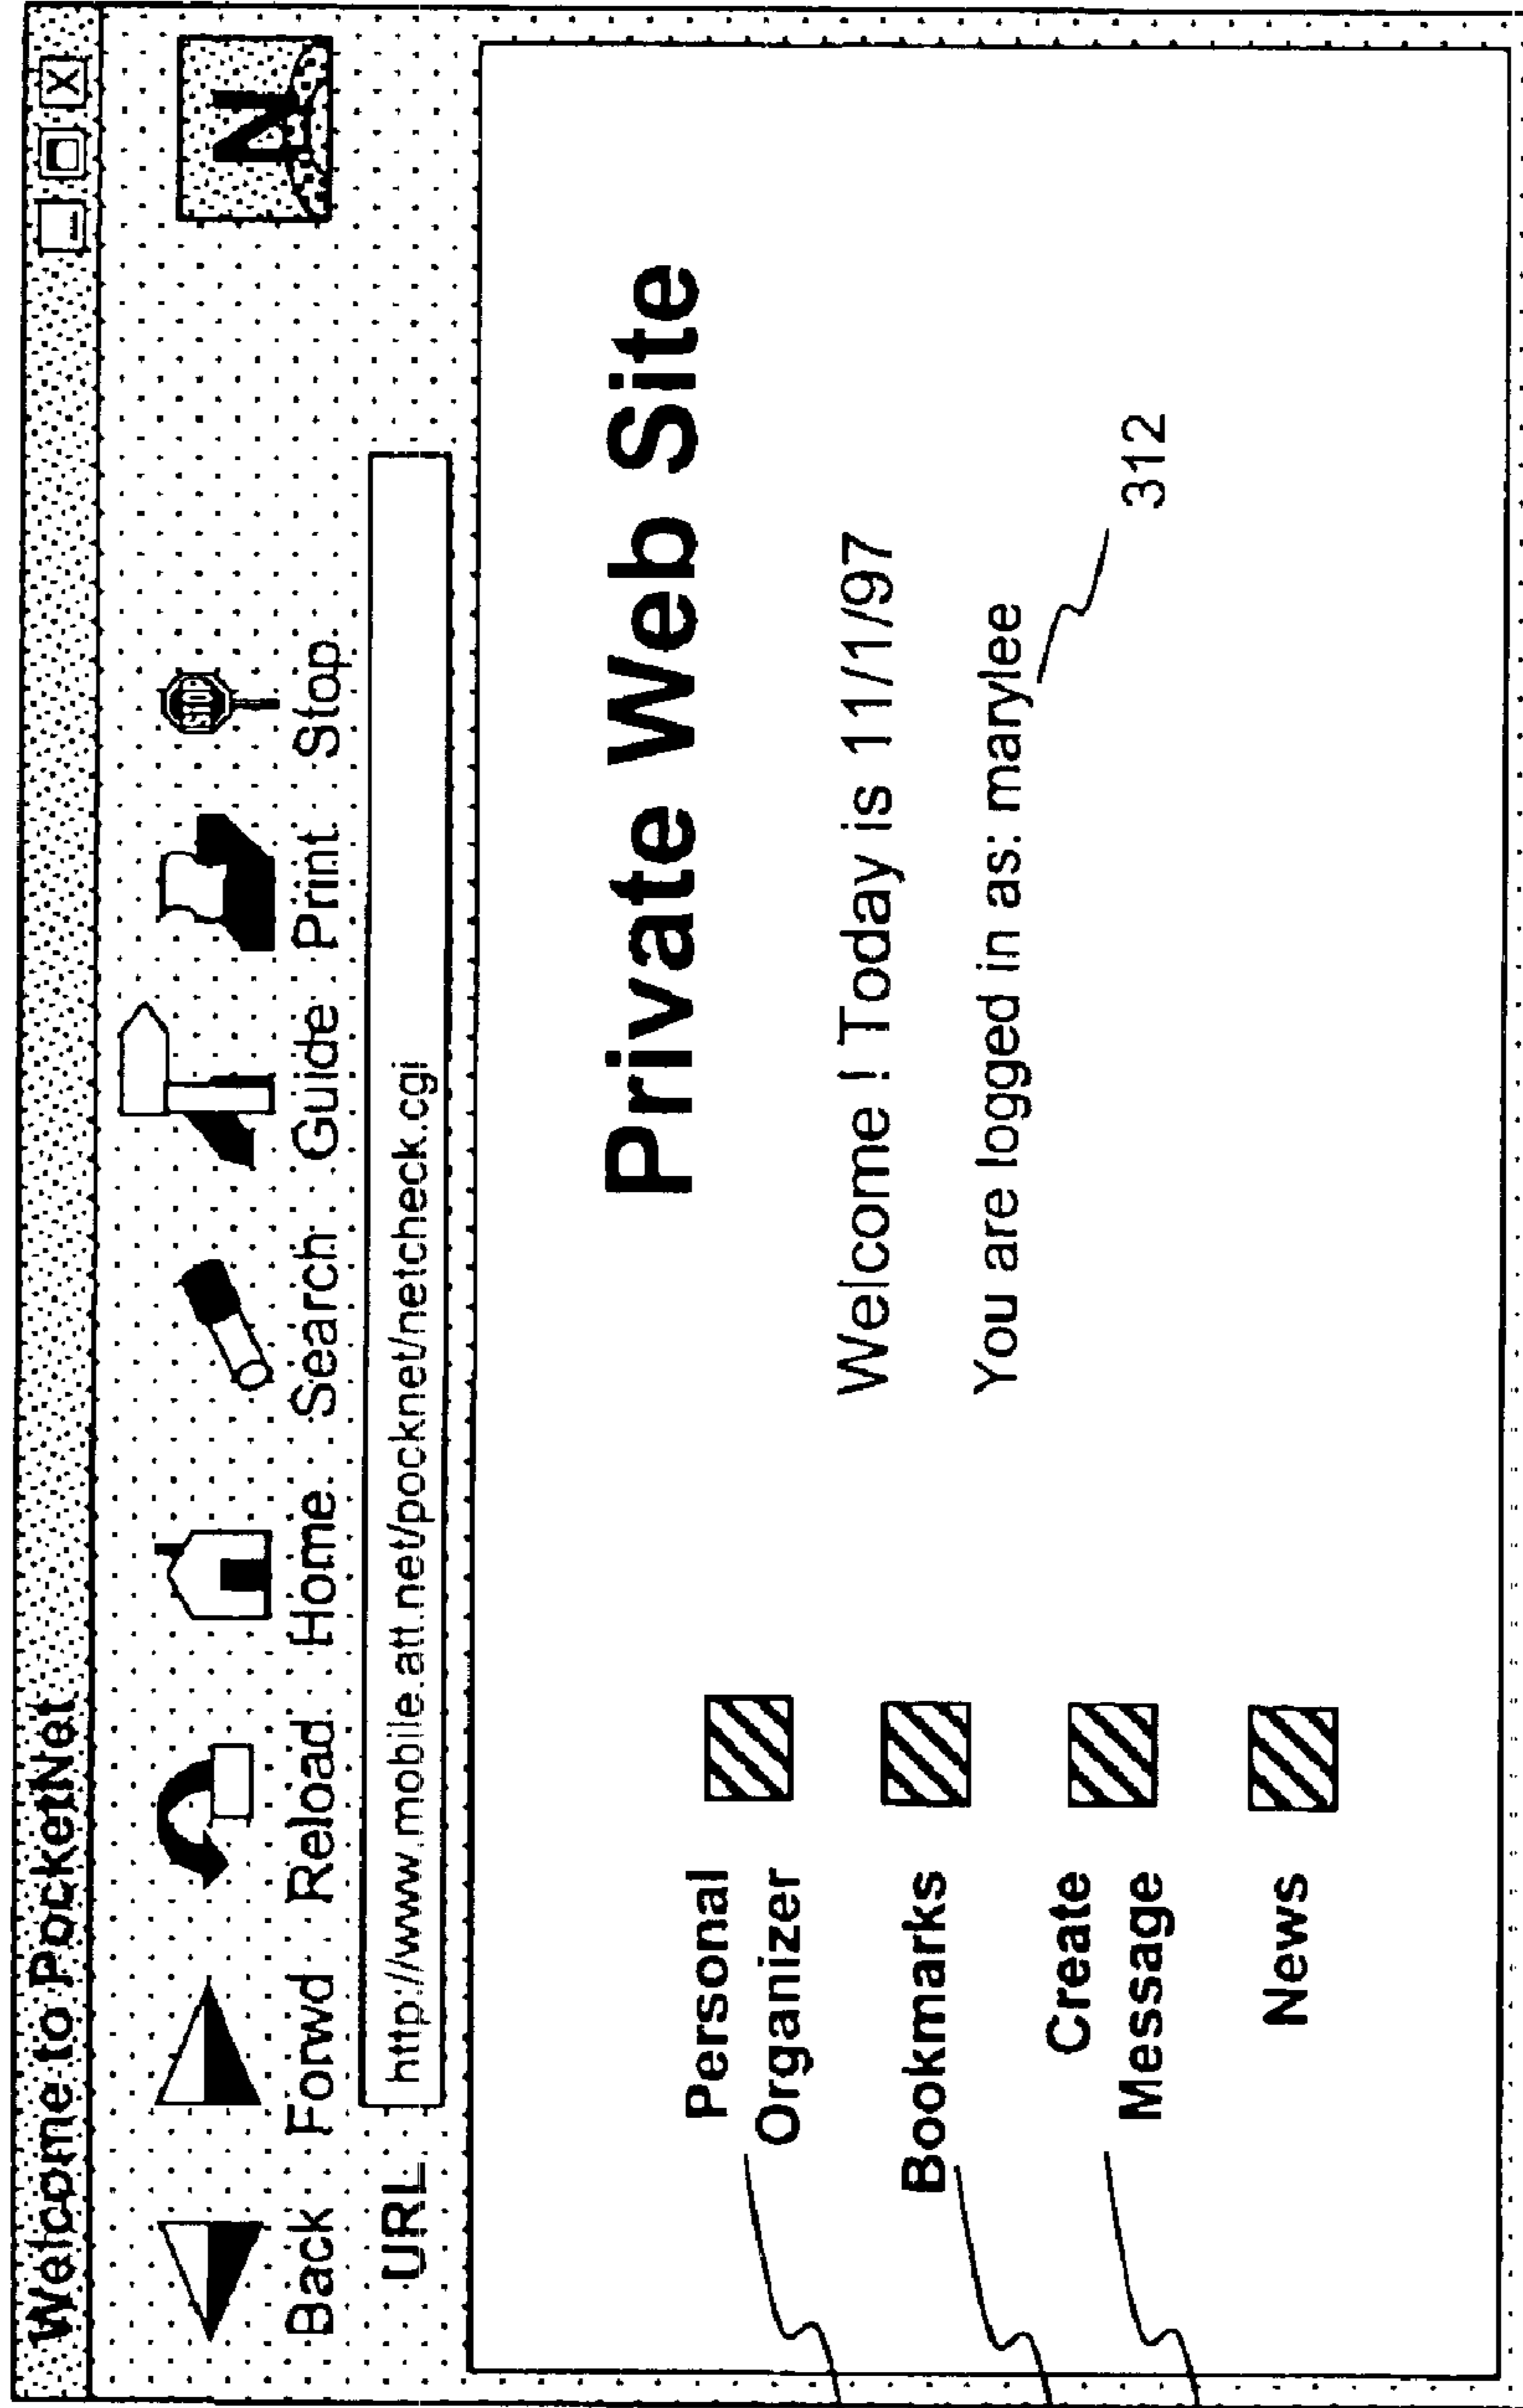 Welcome to PocketNet
X
N
STOP
Back Forwd Reload Home Search Guide Print Stop
URL http://www.mobile.att.net/pocknet/netcheck.cgi
Private Web Site
Welcome ! Today is 11/1/97
You are logged in as: marylee
312
Personal
Organizer
Bookmarks
Create
Message
News